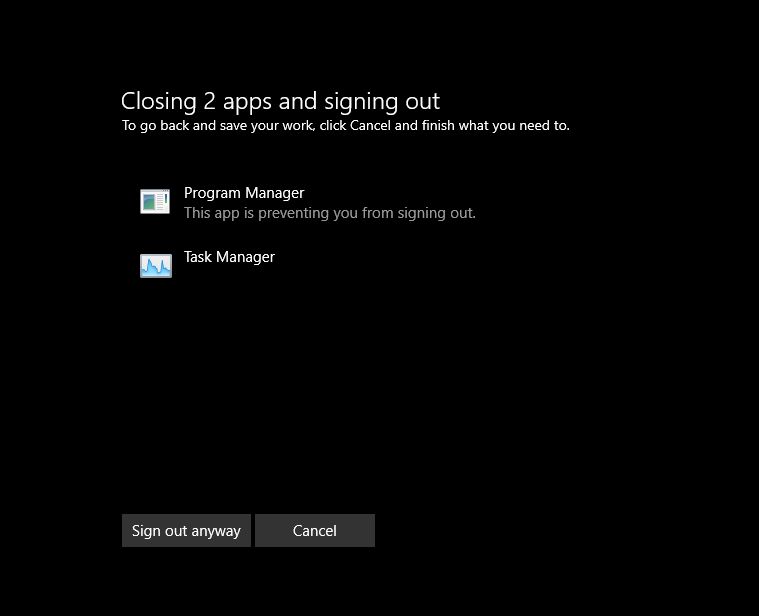 Closing 2 apps and signing out
To go back and save your work, click Cancel and finish what you need to.
Program Manager
This app is preventing you from signing out.
Task Manager
Sign out anyway
Cancel